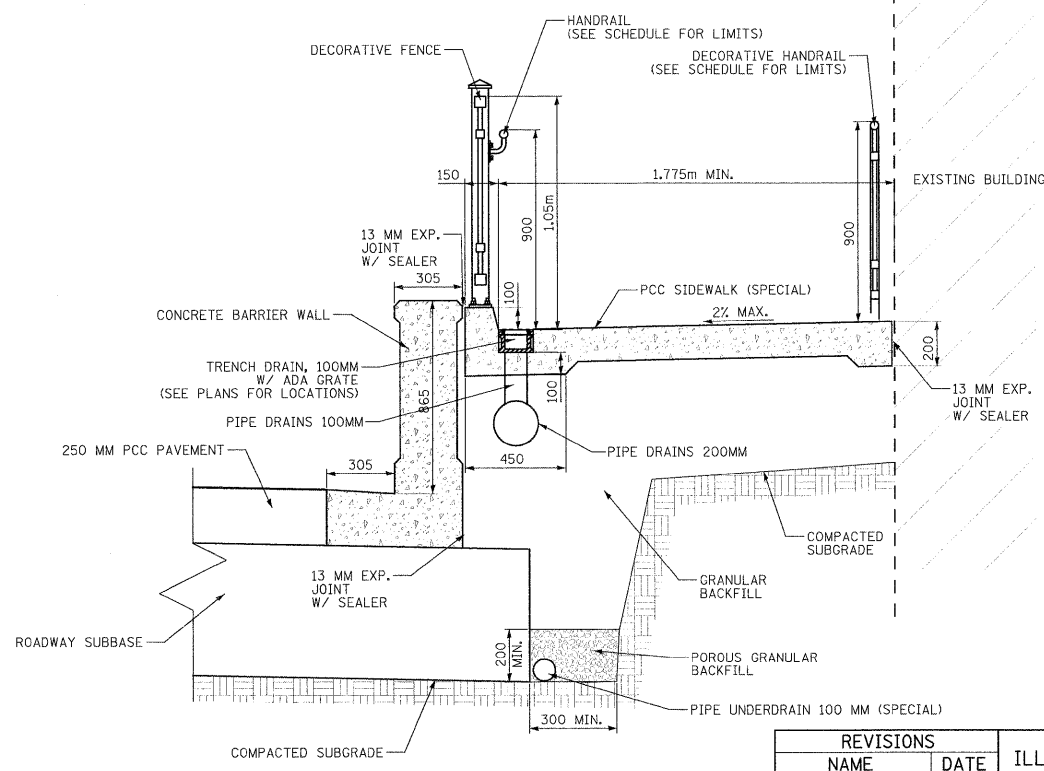 HANDRAIL
(SEE SCHEDULE FOR LIMITS)
DECORATIVE FENCE
DECORATIVE HANDRAIL
(SEE SCHEDULE FOR LIMITS)
150
1.775m MIN.
EXISTING BUILDING
900
1.05m
900
13 MM EXP.
JOINT
W/ SEALER
305
100
PCC SIDEWALK (SPECIAL)
CONCRETE BARRIER WALL
2% MAX.
200
TRENCH DRAIN, 100MM
W/ ADA GRATE
(SEE PLANS FOR LOCATIONS)
865
100
13 MM EXP.
JOINT
W/ SEALER
PIPE DRAINS 100MM
250 MM PCC PAVEMENT
305
450
PIPE DRAINS 200MM
COMPACTED
SUBGRADE
13 MM EXP.
JOINT
W/ SEALER
GRANULAR
BACKFILL
ROADWAY SUBBASE
200
MIN.
POROUS GRANULAR
BACKFILL
PIPE UNDERDRAIN 100 MM (SPECIAL)
300 MIN.
COMPACTED SUBGRADE
REVISIONS
NAME
DATE
ILL